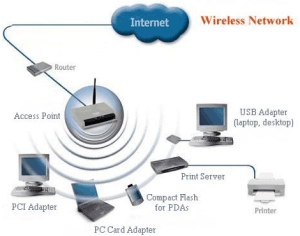 Internet
Wireless Network
Router
Access Point
USB Adapter
(laptop, desktop)
Print Server
PCI Adapter
Compact Flash
for PDAs
Printer
PC Card Adapter